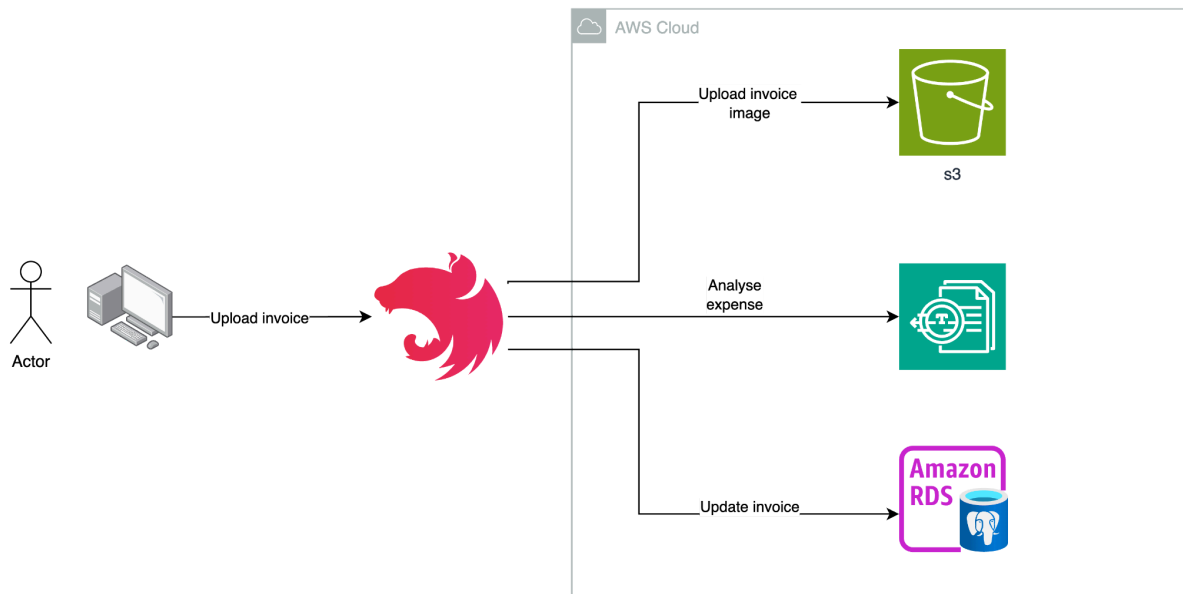 AWS Cloud
Upload invoice
image
s3
Actor
Upload invoice
Analyse
expense
T
Amazon
RDS
Update invoice